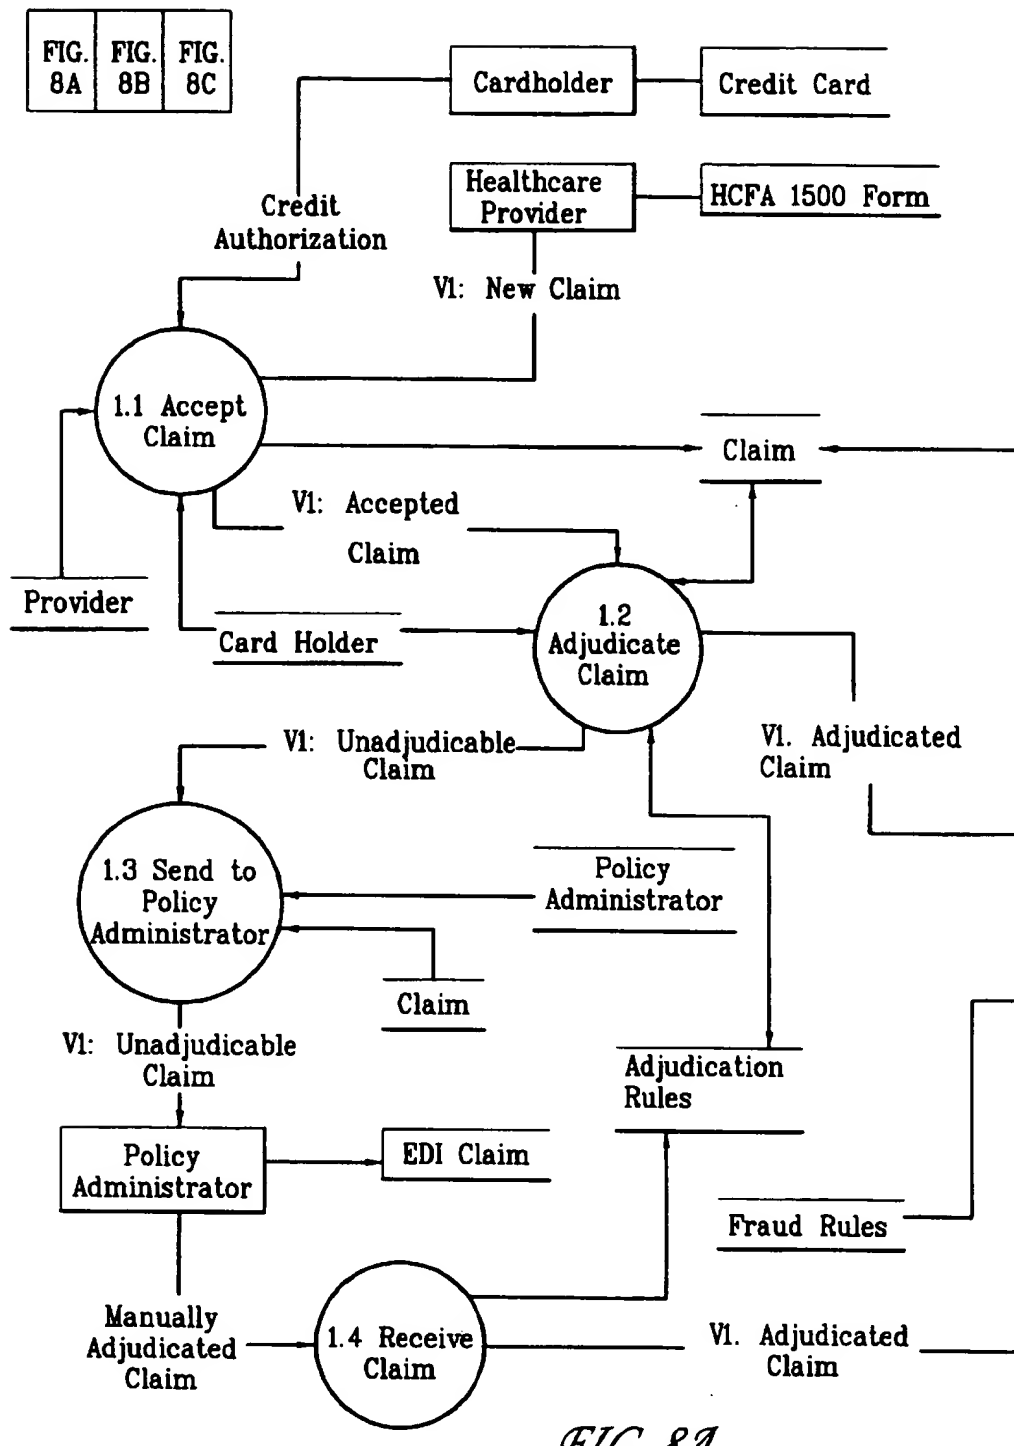 FIG. 8A
FIG. 8B
FIG. 8C
Cardholder
Credit Card
Healthcare
Provider
HCFA 1500 Form
Credit
Authorization
V1: New Claim
1.1 Accept
Claim
Claim
V1: Accepted
Claim
Provider
Card Holder
1.2
Adjudicate
Claim
V1: Unadjudicable
Claim
V1. Adjudicated
Claim
1.3 Send to
Policy
Administrator
Policy
Administrator
Claim
V1: Unadjudicable
Claim
Adjudication
Rules
Policy
Administrator
EDI Claim
Fraud Rules
Manually
Adjudicated
Claim
1.4 Receive
Claim
V1. Adjudicated
Claim
FIG. 8A